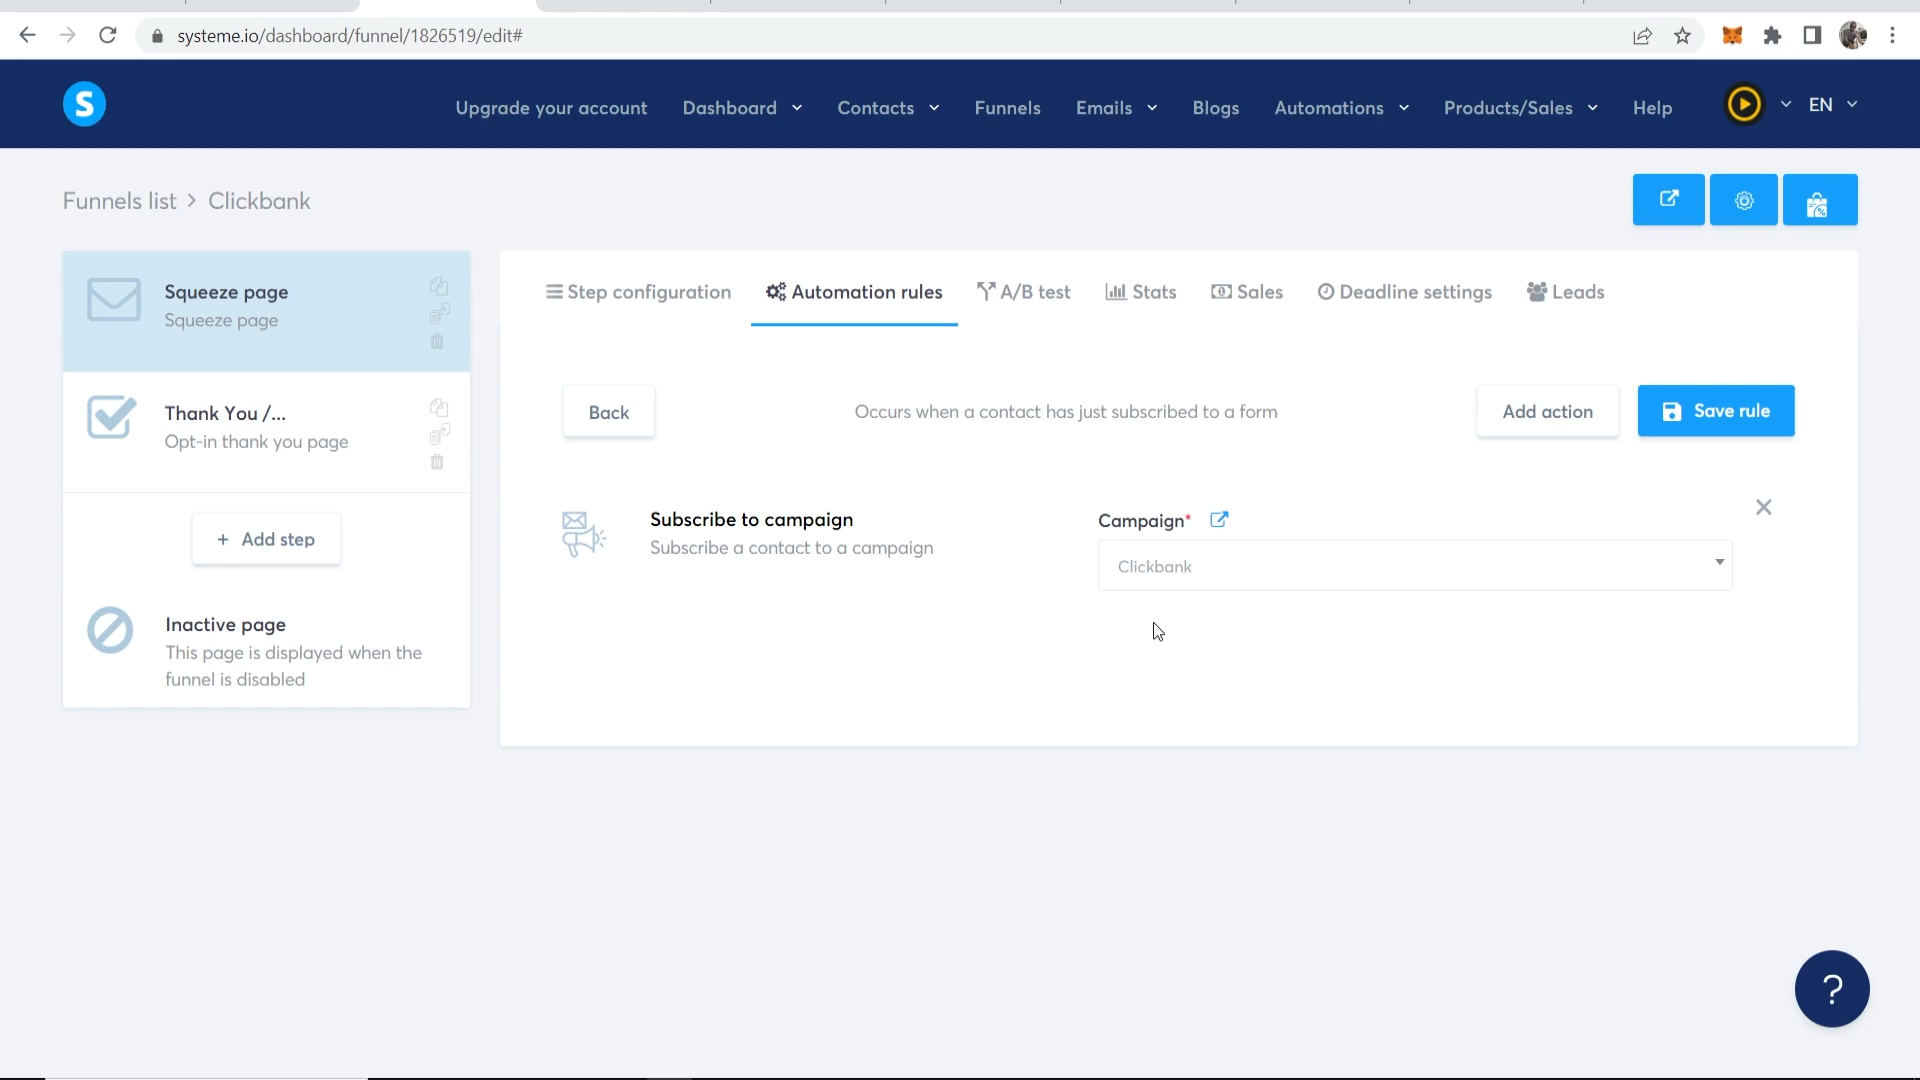 systeme.io/dashboard/funnel/1826519/edit#
S
Upgrade your account
Dashboard
Contacts
Funnels
Emails
Blogs
Automations
Products/Sales
Help
EN
Funnels list > Clickbank
Squeeze page
Squeeze page
Thank You /...
Opt-in thank you page
+ Add step
Inactive page
This page is displayed when the
funnel is disabled
Step configuration
Automation rules
A/B test
Stats
Sales
Deadline settings
Leads
Back
Occurs when a contact has just subscribed to a form
Add action
Save rule
Subscribe to campaign
Subscribe a contact to a campaign
Campaign*
Clickbank
?